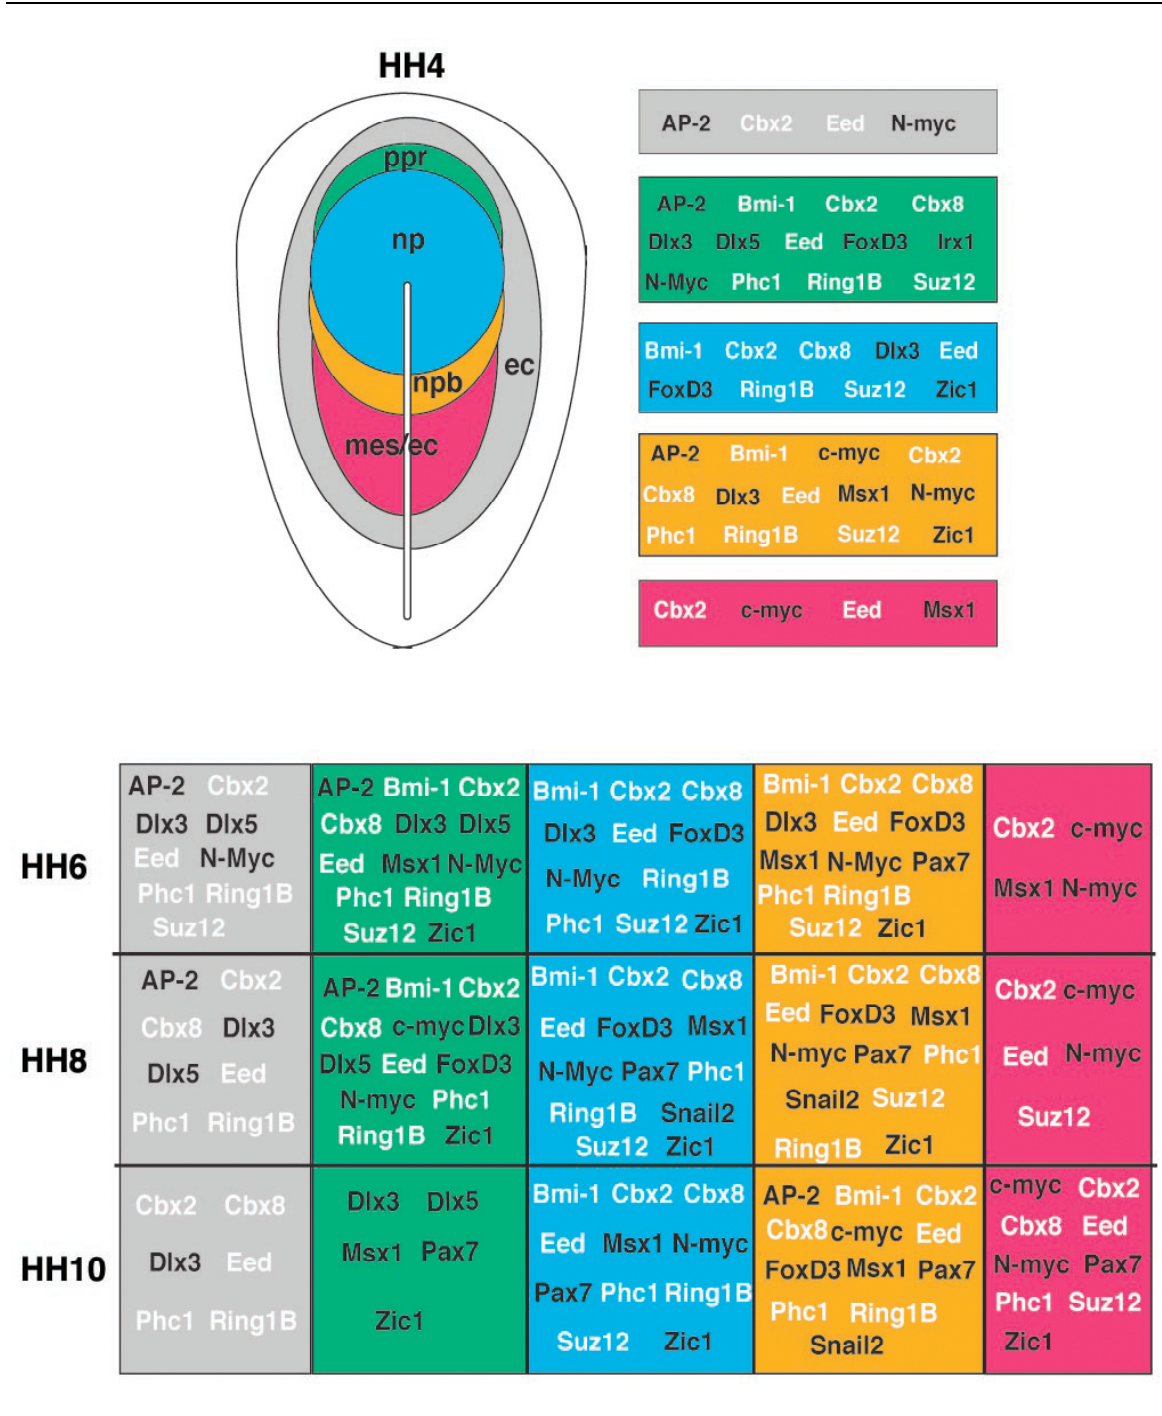 HH4
ppr
np
npb
ec
mes/ec
AP-2 Cbx2 Eed N-myc
AP-2 Bmi-1 Cbx2 Cbx8
Dlx3 Dlx5 Eed FoxD3 Irx1
N-Myc Phc1 Ring1B Suz12
Bmi-1 Cbx2 Cbx8 Dlx3 Eed
FoxD3 Ring1B Suz12 Zic1
AP-2 Bmi-1 c-myc Cbx2
Cbx8 Dlx3 Eed Msx1 N-myc
Phc1 Ring1B Suz12 Zic1
Cbx2 c-myc Eed Msx1
HH6
AP-2 Cbx2
Dlx3 Dlx5
Eed N-Myc
Phc1 Ring1B
Suz12
AP-2 Bmi-1 Cbx2
Cbx8 Dlx3 Dlx5
Eed Msx1 N-Myc
Phc1 Ring1B
Suz12 Zic1
Bmi-1 Cbx2 Cbx8
Dlx3 Eed FoxD3
N-Myc Ring1B
Phc1 Suz12 Zic1
Bmi-1 Cbx2 Cbx8
Dlx3 Eed FoxD3
Msx1 N-Myc Pax7
Phc1 Ring1B
Suz12 Zic1
Cbx2 c-myc
Msx1 N-myc
HH8
AP-2 Cbx2
Cbx8 Dlx3
Dlx5 Eed
Phc1 Ring1B
AP-2 Bmi-1 Cbx2
Cbx8 c-myc Dlx3
Dlx5 Eed FoxD3
N-myc Phc1
Ring1B Zic1
Bmi-1 Cbx2 Cbx8
Eed FoxD3 Msx1
N-Myc Pax7 Phc1
Ring1B Snail2
Suz12 Zic1
Bmi-1 Cbx2 Cbx8
Eed FoxD3 Msx1
N-myc Pax7 Phc1
Snail2 Suz12
Ring1B Zic1
Cbx2 c-myc
Eed N-myc
Suz12
HH10
Cbx2 Cbx8
Dlx3 Eed
Phc1 Ring1B
Dlx3 Dlx5
Msx1 Pax7
Zic1
Bmi-1 Cbx2 Cbx8
Eed Msx1 N-myc
Pax7 Phc1 Ring1B
Suz12 Zic1
AP-2 Bmi-1 Cbx2
Cbx8 c-myc Eed
FoxD3 Msx1 Pax7
Phc1 Ring1B
Snail2
c-myc Cbx2
Cbx8 Eed
N-myc Pax7
Phc1 Suz12
Zic1